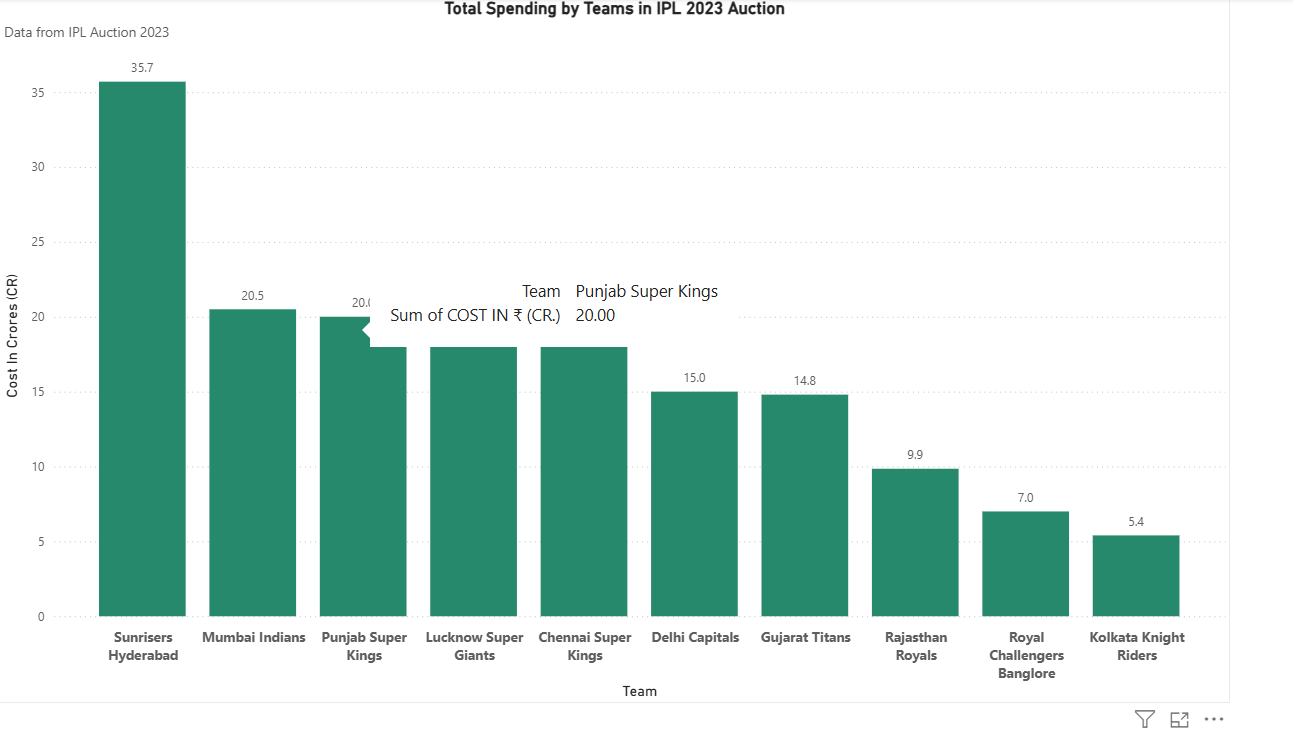 Total Spending by Teams in IPL 2023 Auction
Data from IPL Auction 2023
Cost In Crores (CR)
35
30
25
20
15
10
5
0
35.7
20.5
20.0
15.0
14.8
9.9
7.0
5.4
Team Punjab Super Kings
Sum of COST IN ₹ (CR.) 20.00
Sunrisers
Hyderabad
Mumbai Indians
Punjab Super
Kings
Lucknow Super
Giants
Chennai Super
Kings
Delhi Capitals
Gujarat Titans
Rajasthan
Royals
Royal
Challengers
Banglore
Kolkata Knight
Riders
Team